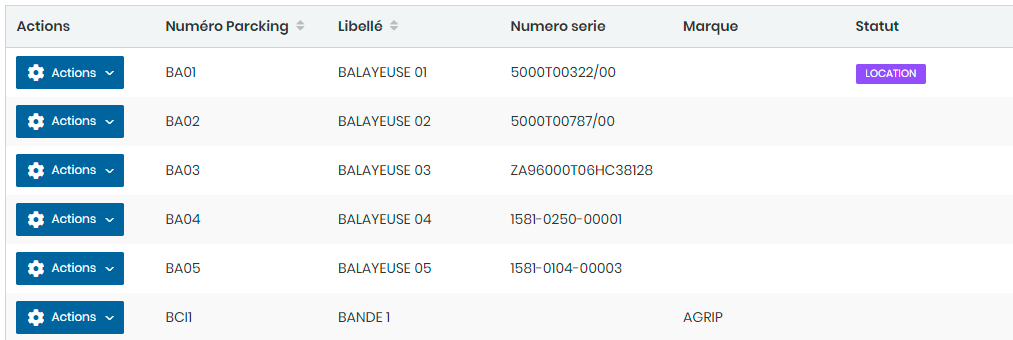 Actions Numéro Parcking Libellé Numero serie Marque Statut
Actions BA01 BALAYEUSE 01 5000T00322/00 LOCATION
Actions BA02 BALAYEUSE 02 5000T00787/00
Actions BA03 BALAYEUSE 03 ZA96000T06HC38128
Actions BA04 BALAYEUSE 04 1581-0250-00001
Actions BA05 BALAYEUSE 05 1581-0104-00003
Actions BCI1 BANDE 1 AGRIP